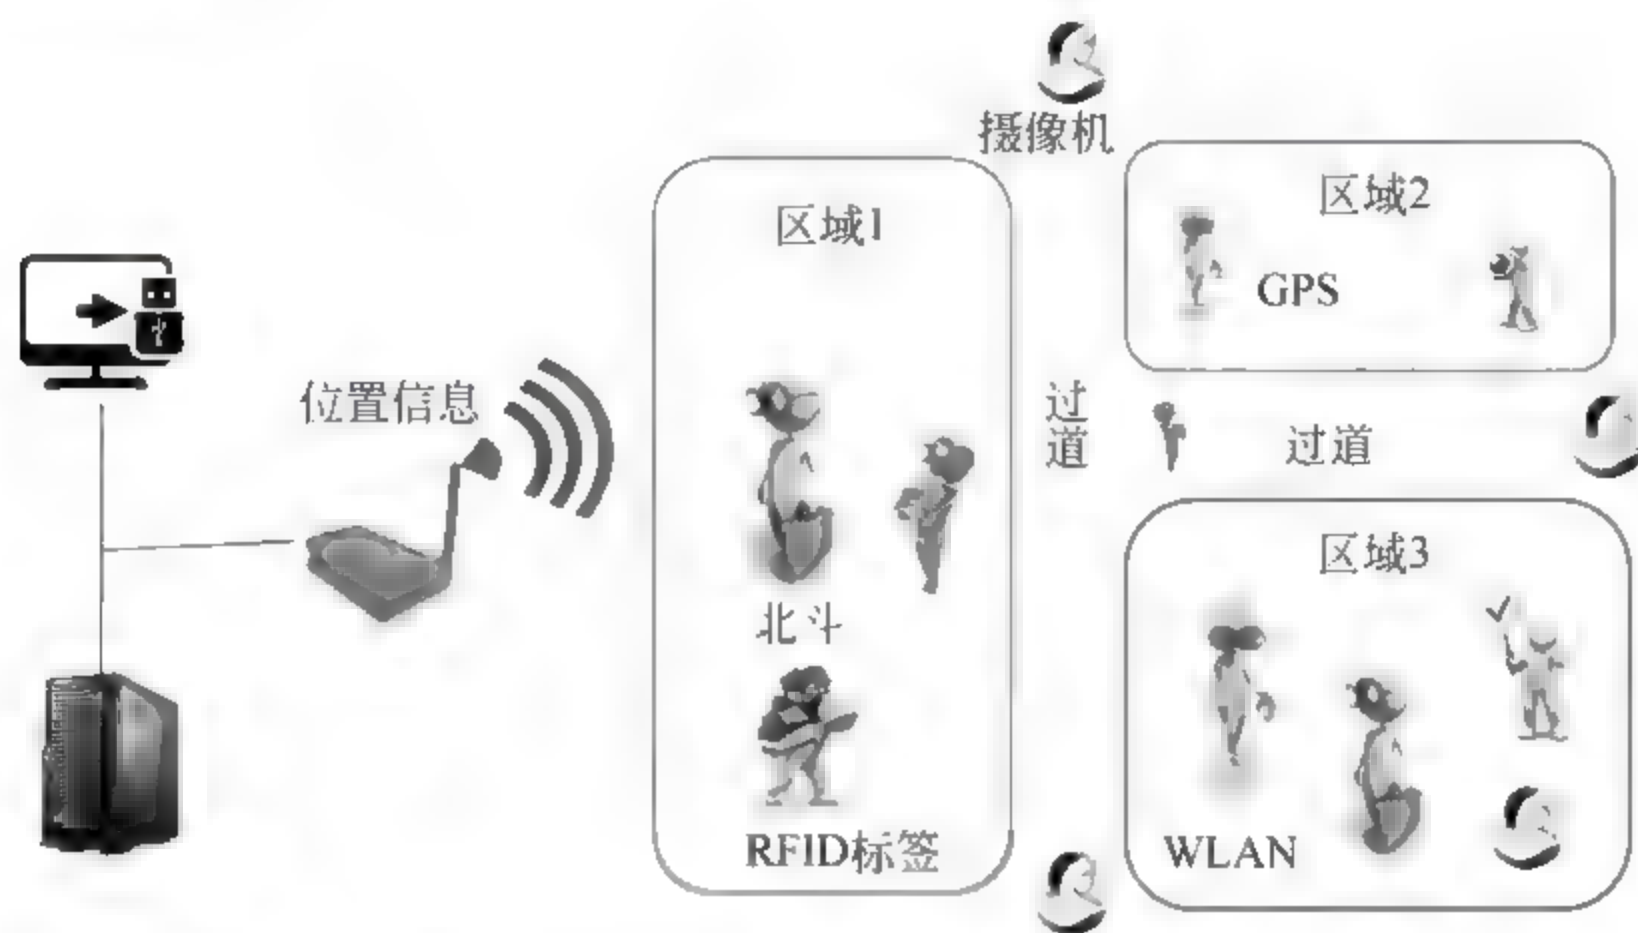 摄像机
区域1
区域2
GPS
位置信息
过道
过道
北斗
区域3
RFID标签
WLAN